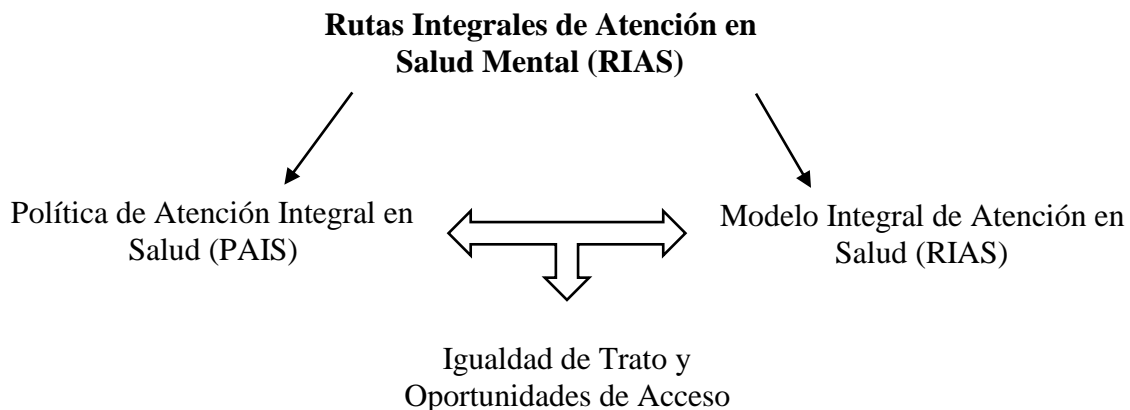 Rutas Integrales de Atención en
Salud Mental (RIAS)
Política de Atención Integral en
Salud (PAIS)
Modelo Integral de Atención en
Salud (RIAS)
Igualdad de Trato y
Oportunidades de Acceso